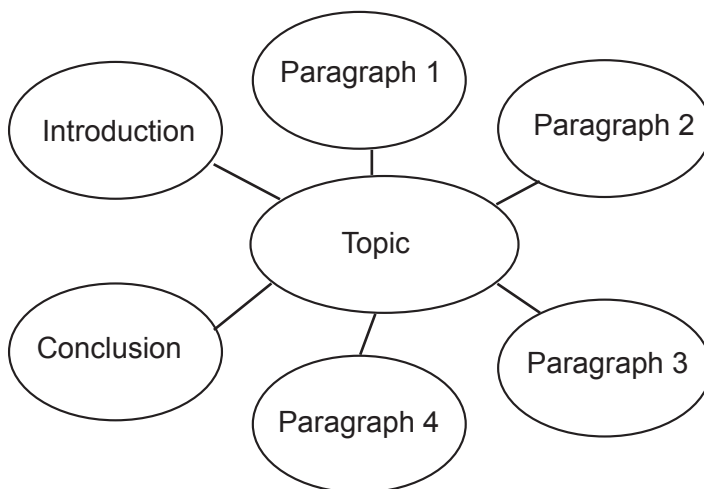 Introduction
Paragraph 1
Paragraph 2
Topic
Conclusion
Paragraph 4
Paragraph 3